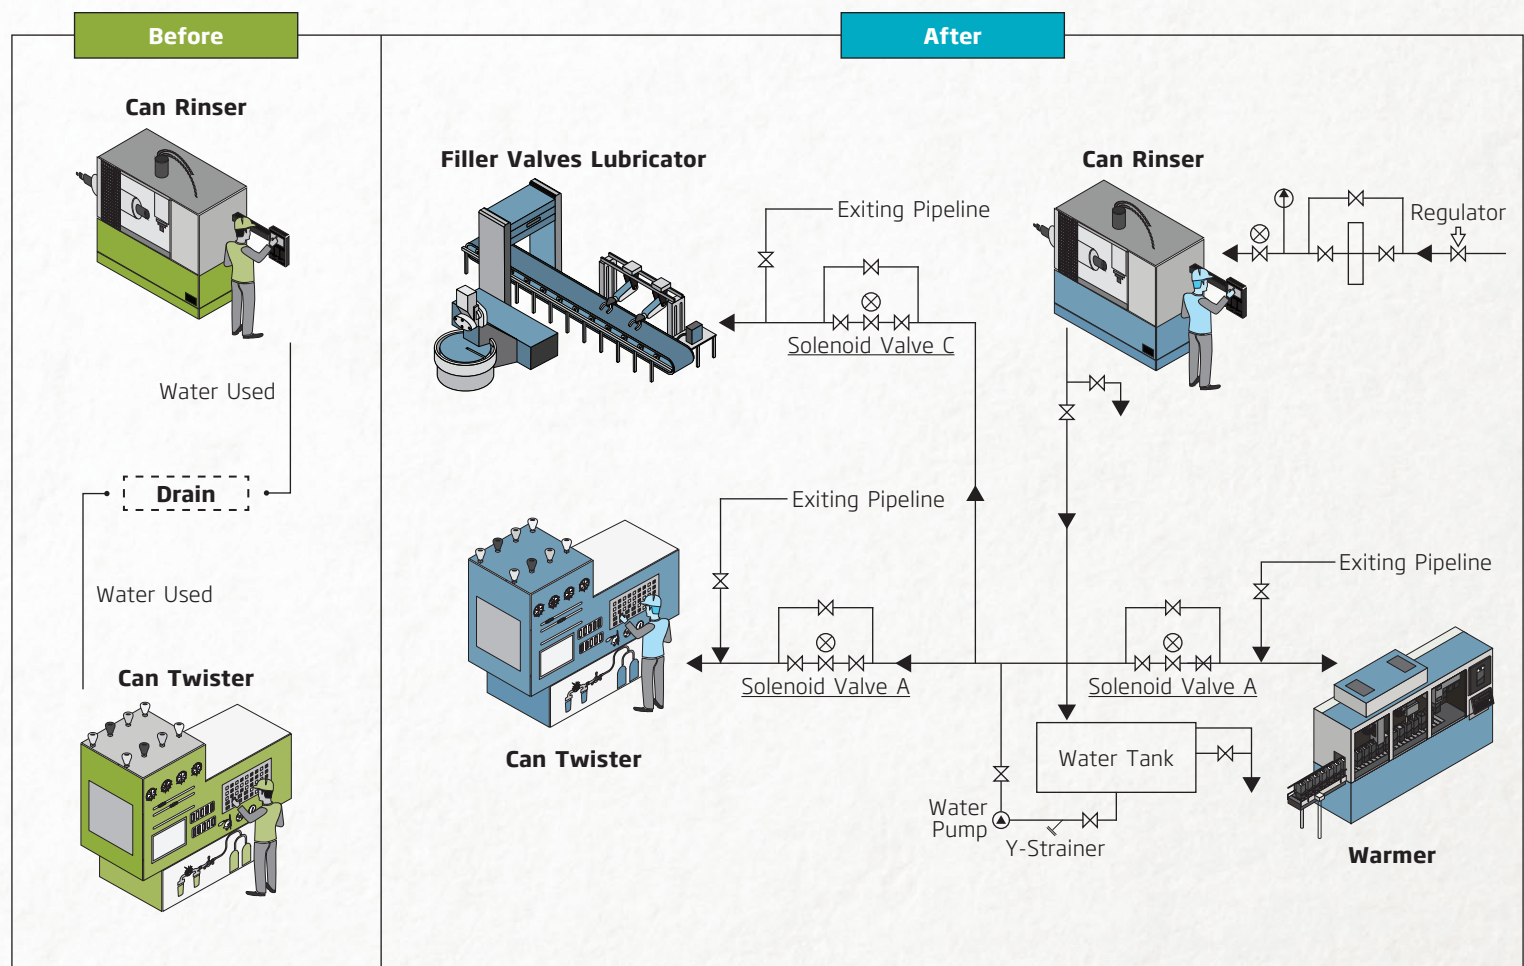 Before
After
Can Rinser
Water Used
Drain
Water Used
Can Twister
Filler Valves Lubricator
Exiting Pipeline
Solenoid Valve C
Can Rinser
Regulator
Exiting Pipeline
Solenoid Valve A
Can Twister
Exiting Pipeline
Solenoid Valve A
Water Tank
Water
Pump
Y-Strainer
Warmer